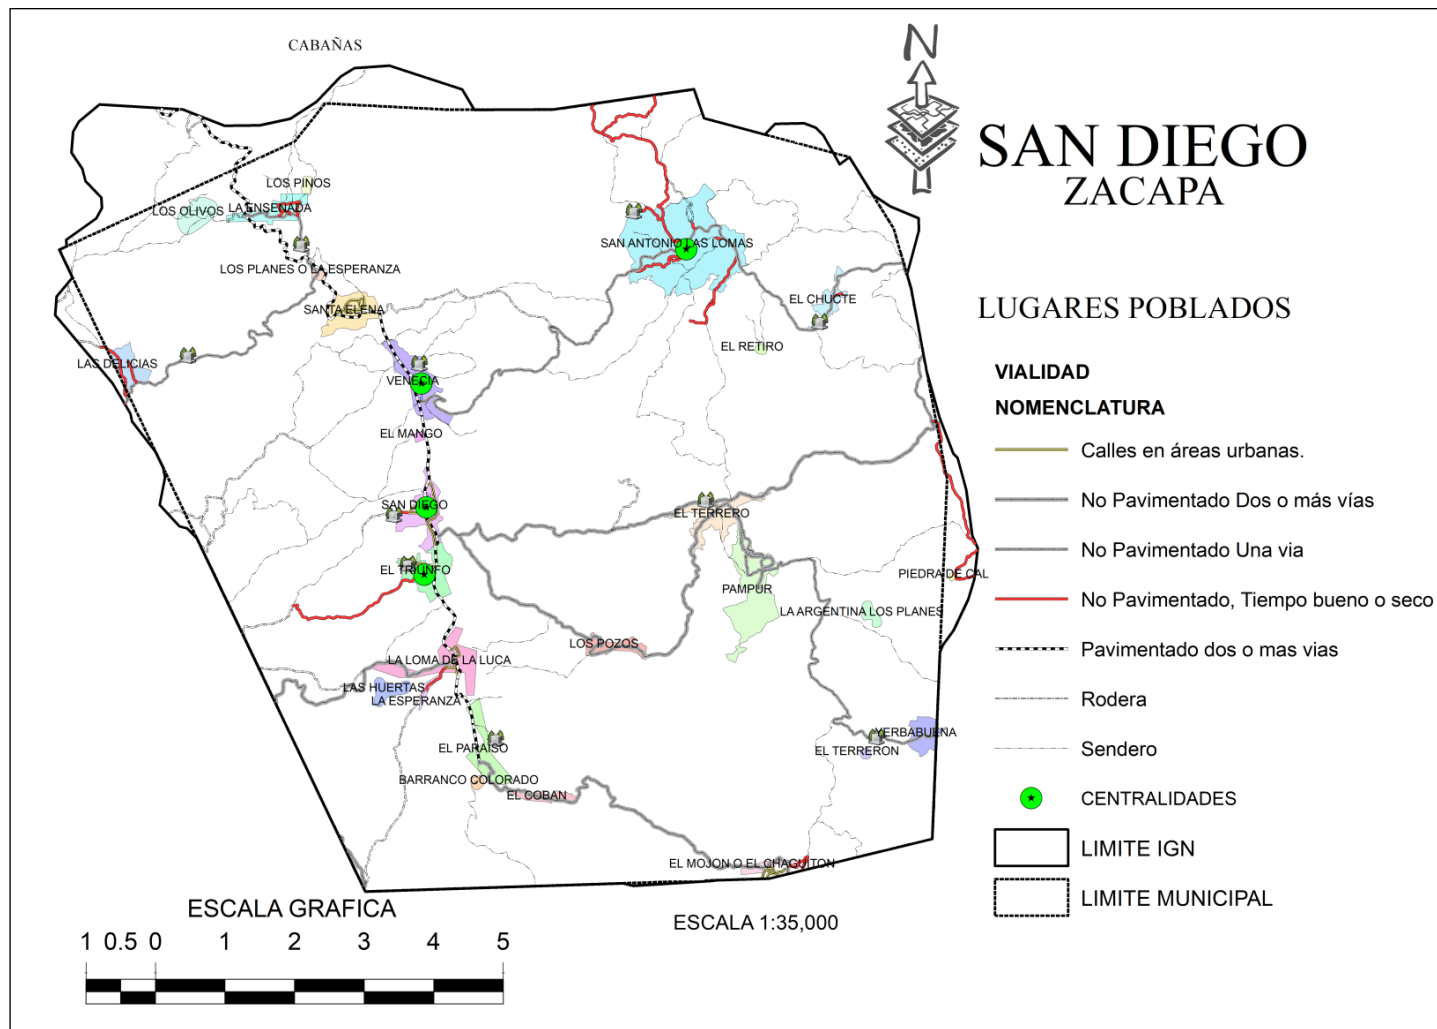 CABAÑAS
N
SAN DIEGO
ZACAPA
LOS PINOS
LOS OLIVOS
LA ENSENADA
SAN ANTONIO LAS LOMAS
LOS PLANES O LA ESPERANZA
EL CHUCTE
SANTA ELENA
LUGARES POBLADOS
EL RETIRO
LAS DELICIAS
VENECIA
EL MANGO
SAN DIEGO
EL TERRERO
EL TRIUNFO
PIEDRA DE CAL
PAMPUR
LA ARGENTINA LOS PLANES
LOS POZOS
LA LOMA DE LA LUCA
LAS HUERTAS
LA ESPERANZA
YERBABUENA
EL PARAISO
EL TERRERON
BARRANCO COLORADO
EL COBAN
EL MOJON O EL CHAGUITON
VIALIDAD
NOMENCLATURA
Calles en áreas urbanas.
No Pavimentado Dos o más vías
No Pavimentado Una via
No Pavimentado, Tiempo bueno o seco
Pavimentado dos o mas vias
Rodera
Sendero
CENTRALIDADES
LIMITE IGN
LIMITE MUNICIPAL
ESCALA GRAFICA
ESCALA 1:35,000
1 0.5 0 1 2 3 4 5